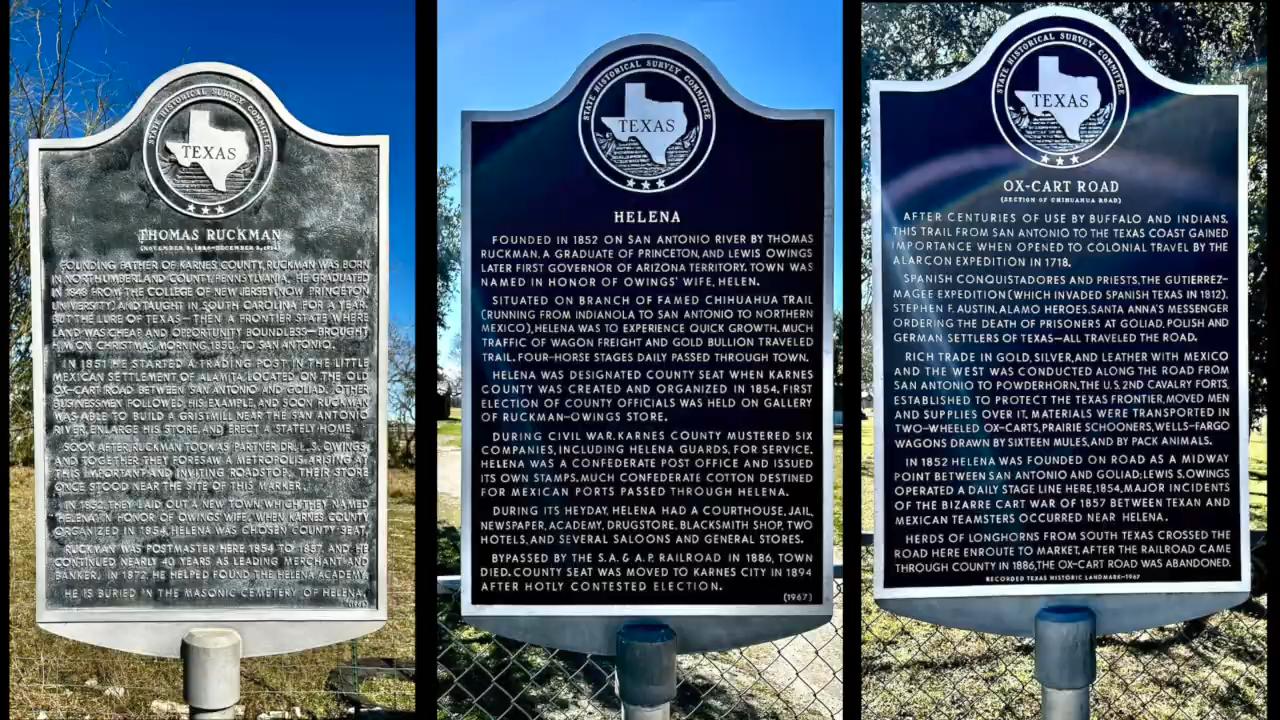 STATE HISTORICAL SURVEY COMMITTEE
TEXAS
THOMAS RUCKMAN
FOUNDING FATHER OF KARNES COUNTY, RUCKMAN WAS BORN
IN NORTHUMBERLAND COUNTY, PENNSYLVANIA. HE GRADUATED
IN 1848 FROM THE COLLEGE OF NEW JERSEY (NOW PRINCETON
UNIVERSITY) AND TAUGHT IN SOUTH CAROLINA FOR A YEAR.
BUT THE LURE OF TEXAS—THEN A FRONTIER STATE WHERE
LAND WAS CHEAP AND OPPORTUNITY BOUNDLESS—BROUGHT
HIM ON CHRISTMAS MORNING, 1850, TO SAN ANTONIO.
IN 1851 HE STARTED A TRADING POST IN THE LITTLE
MEXICAN SETTLEMENT OF ALAMITA, LOCATED ON THE OLD
OX-CART ROAD BETWEEN SAN ANTONIO AND GOLIAD. OTHER
BUSINESSMEN FOLLOWED HIS EXAMPLE, AND SOON RUCKMAN
WAS ABLE TO BUILD A GRISTMILL NEAR THE SAN ANTONIO
RIVER, ENLARGE HIS STORE, AND ERECT A STATELY HOME.
SOON AFTER, RUCKMAN TOOK AS PARTNER DR. L.S. OWINGS,
AND TOGETHER THEY FORESAW A METROPOLIS ARISING AT
THIS IMPORTANT AND INVITING ROADSTOP. THEIR STORE
ONCE STOOD NEAR THE SITE OF THIS MARKER.
IN 1852, THEY LAID OUT A NEW TOWN WHICH THEY NAMED
HELENA IN HONOR OF OWINGS' WIFE. WHEN KARNES COUNTY
ORGANIZED IN 1854, HELENA WAS CHOSEN COUNTY SEAT.
RUCKMAN WAS POSTMASTER HERE, 1854 TO 1857, AND HE
CONTINUED NEARLY 40 YEARS AS LEADING MERCHANT AND
BANKER. IN 1872, HE HELPED FOUND THE HELENA ACADEMY.
HE IS BURIED IN THE MASONIC CEMETERY OF HELENA.
STATE HISTORICAL SURVEY COMMITTEE
TEXAS
HELENA
FOUNDED IN 1852 ON SAN ANTONIO RIVER BY THOMAS
RUCKMAN, A GRADUATE OF PRINCETON, AND LEWIS OWINGS
LATER FIRST GOVERNOR OF ARIZONA TERRITORY. TOWN WAS
NAMED IN HONOR OF OWINGS' WIFE, HELEN.
SITUATED ON BRANCH OF FAMED CHIHUAHUA TRAIL
(RUNNING FROM INDIANOLA TO SAN ANTONIO TO NORTHERN
MEXICO), HELENA WAS TO EXPERIENCE QUICK GROWTH. MUCH
TRAFFIC OF WAGON FREIGHT AND GOLD BULLION TRAVELED
TRAIL. FOUR-HORSE STAGES DAILY PASSED THROUGH TOWN.
HELENA WAS DESIGNATED COUNTY SEAT WHEN KARNES
COUNTY WAS CREATED AND ORGANIZED IN 1854. FIRST
ELECTION OF COUNTY OFFICIALS WAS HELD ON GALLERY
OF RUCKMAN—OWINGS STORE.
DURING CIVIL WAR, KARNES COUNTY MUSTERED SIX
COMPANIES, INCLUDING HELENA GUARDS, FOR SERVICE.
HELENA WAS A CONFEDERATE POST OFFICE AND ISSUED
ITS OWN STAMPS. MUCH CONFEDERATE COTTON DESTINED
FOR MEXICAN PORTS PASSED THROUGH HELENA.
DURING ITS HEYDAY, HELENA HAD A COURTHOUSE, JAIL,
NEWSPAPER, ACADEMY, DRUGSTORE, BLACKSMITH SHOP, TWO
HOTELS, AND SEVERAL SALOONS AND GENERAL STORES.
BYPASSED BY THE S.A. & A.P. RAILROAD IN 1886, TOWN
DIED. COUNTY SEAT WAS MOVED TO KARNES CITY IN 1894
AFTER HOTLY CONTESTED ELECTION.
(1967)
STATE HISTORICAL SURVEY COMMITTEE
TEXAS
OX-CART ROAD
(SECTION OF CHIHUAHUA ROAD)
AFTER CENTURIES OF USE BY BUFFALO AND INDIANS,
THIS TRAIL FROM SAN ANTONIO TO THE TEXAS COAST GAINED
IMPORTANCE WHEN OPENED TO COLONIAL TRAVEL BY THE
ALARCON EXPEDITION IN 1718.
SPANISH CONQUISTADORES AND PRIESTS, THE GUTIERREZ-
MAGEE EXPEDITION (WHICH INVADED SPANISH TEXAS IN 1812),
STEPHEN F. AUSTIN, ALAMO HEROES, SANTA ANNA'S MESSENGER
ORDERING THE DEATH OF PRISONERS AT GOLIAD, POLISH AND
GERMAN SETTLERS OF TEXAS—ALL TRAVELED THE ROAD.
RICH TRADE IN GOLD, SILVER, AND LEATHER WITH MEXICO
AND THE WEST WAS CONDUCTED ALONG THE ROAD FROM
SAN ANTONIO TO POWDERHORN. THE U.S. 2ND CAVALRY FORTS,
ESTABLISHED TO PROTECT THE TEXAS FRONTIER, MOVED MEN
AND SUPPLIES OVER IT. MATERIALS WERE TRANSPORTED IN
TWO-WHEELED OX-CARTS, PRAIRIE SCHOONERS, WELLS-FARGO
WAGONS DRAWN BY SIXTEEN MULES, AND BY PACK ANIMALS.
IN 1852 HELENA WAS FOUNDED ON ROAD AS A MIDWAY
POINT BETWEEN SAN ANTONIO AND GOLIAD; LEWIS S. OWINGS
OPERATED A DAILY STAGE LINE HERE, 1854. MAJOR INCIDENTS
OF THE BIZARRE CART WAR OF 1857 BETWEEN TEXAN AND
MEXICAN TEAMSTERS OCCURRED NEAR HELENA.
HERDS OF LONGHORNS FROM SOUTH TEXAS CROSSED THE
ROAD HERE ENROUTE TO MARKET. AFTER THE RAILROAD CAME
THROUGH COUNTY IN 1886, THE OX-CART ROAD WAS ABANDONED.
RECORDED TEXAS HISTORIC LANDMARK—1967